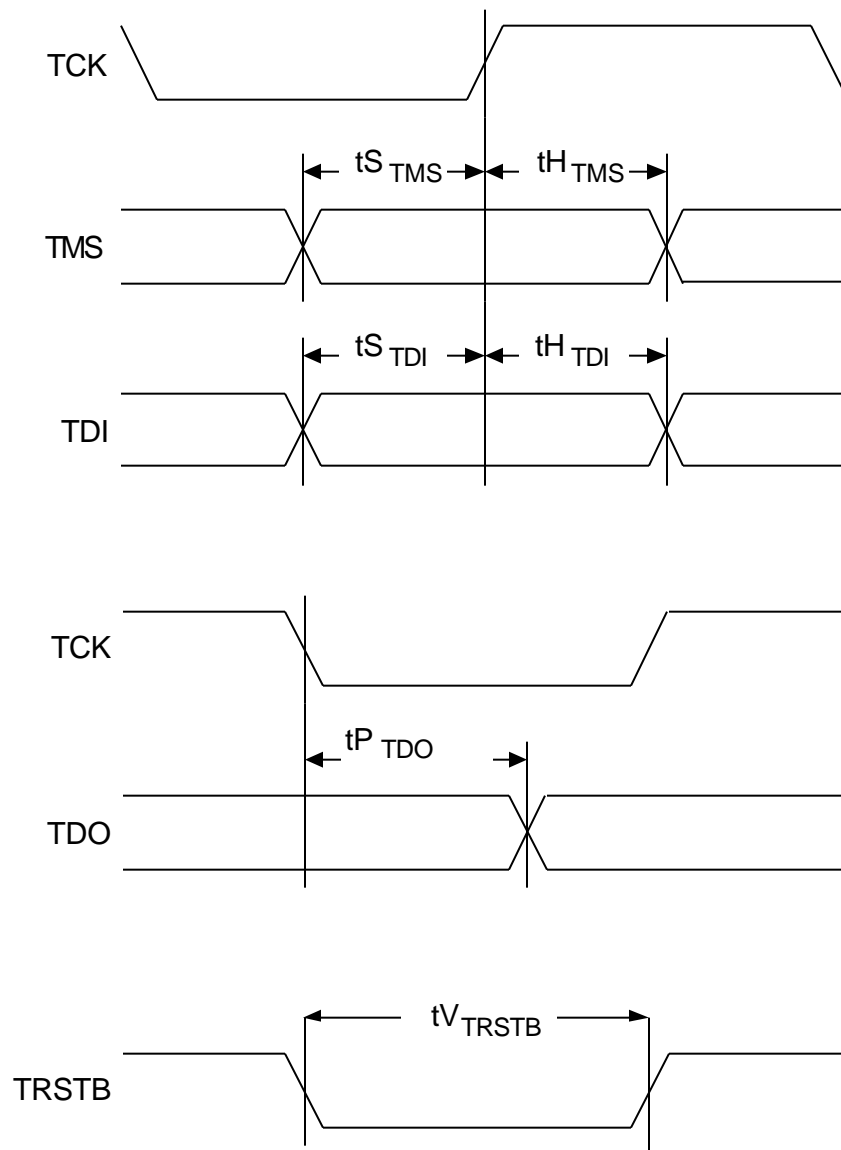 TCK
tS TMS tH TMS
TMS
tS TDI tH TDI
TDI
TCK
tP TDO
TDO
tV TRSTB
TRSTB